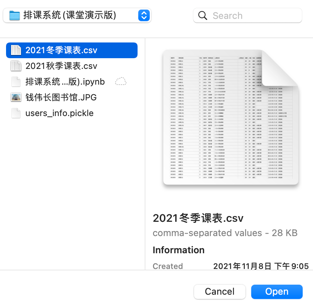 排课系统(课堂演示版)
Search
2021冬季课表.csv
2021秋季课表.csv
排课系统...版).ipynb
钱伟长图书馆.JPG
users_info.pickle
2021冬季课表.csv
comma-separated values - 28 KB
Information
Created 2021年11月8日 下午9:05
Cancel
Open